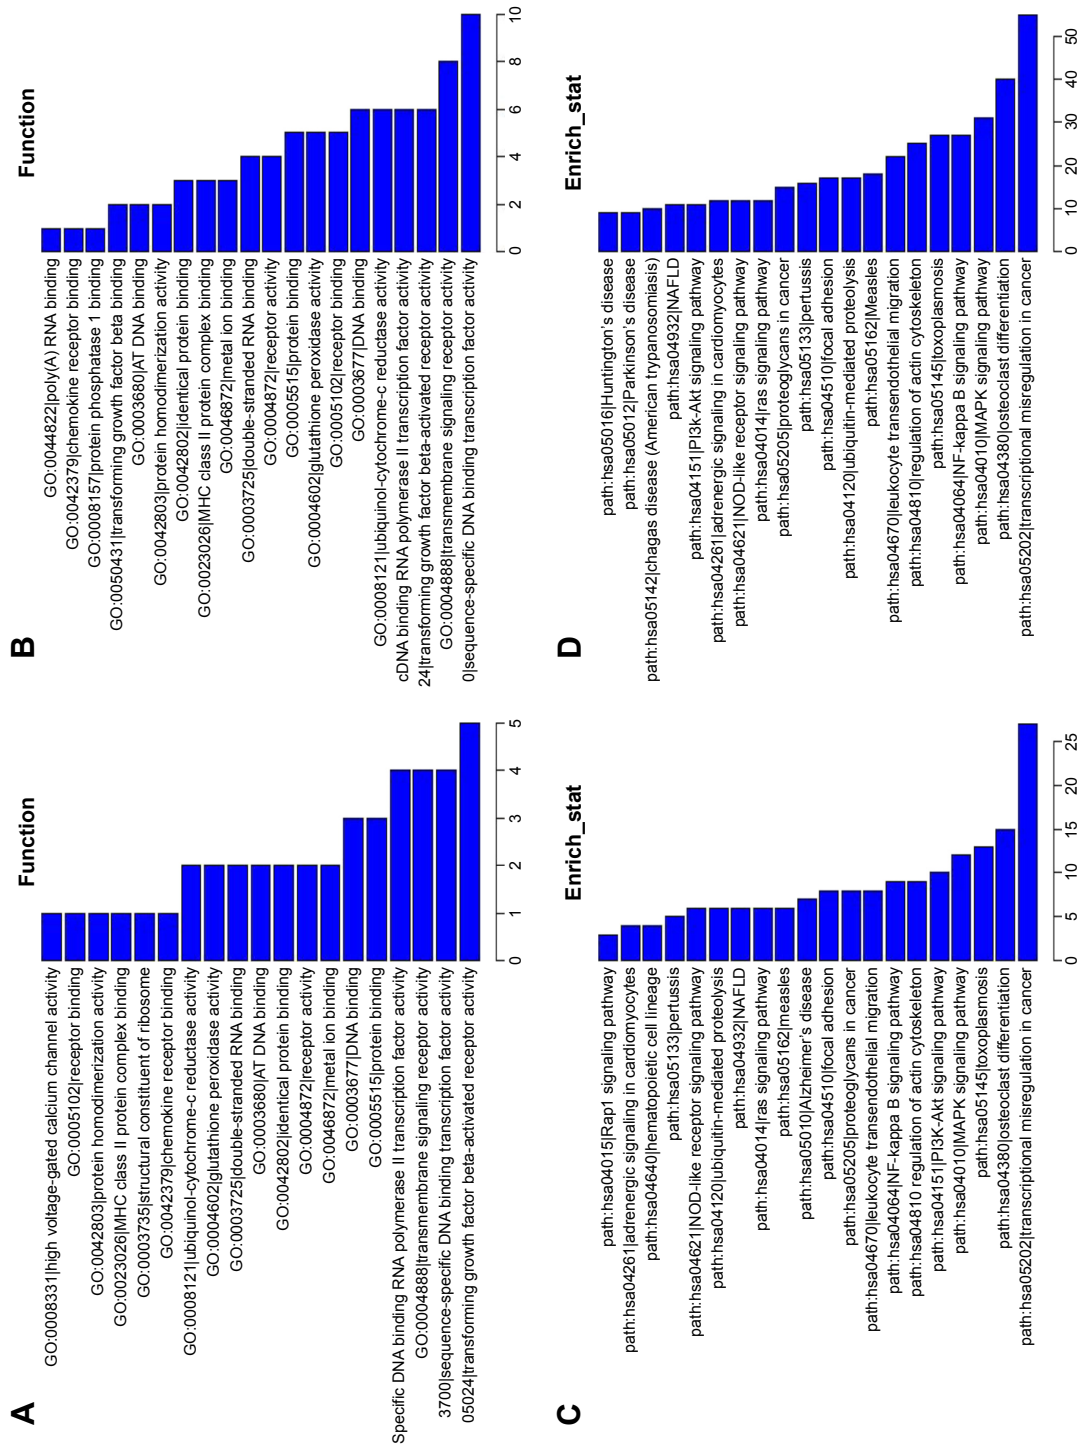 A
Function
GO:0008331|high voltage-gated calcium channel activity
GO:0005102|receptor binding
GO:0042803|protein homodimerization activity
GO:0023026|MHC class II protein complex binding
GO:0003735|structural constituent of ribosome
GO:0042379|chemokine receptor binding
GO:0008121|ubiquinol-cytochrome-c reductase activity
GO:0004602|glutathione peroxidase activity
GO:0003725|double-stranded RNA binding
GO:0003680|AT DNA binding
GO:0042802|identical protein binding
GO:0004872|receptor activity
GO:0046872|metal ion binding
GO:0003677|DNA binding
GO:0005515|protein binding
Specific DNA binding RNA polymerase II transcription factor activity
GO:0004888|transmembrane signaling receptor activity
3700|sequence-specific DNA binding transcription factor activity
05024|transforming growth factor beta-activated receptor activity
0 1 2 3 4 5
B
Function
GO:0044822|poly(A) RNA binding
GO:0042379|chemokine receptor binding
GO:0008157|protein phosphatase 1 binding
GO:0050431|transforming growth factor beta binding
GO:0003680|AT DNA binding
GO:0042803|protein homodimerization activity
GO:0042802|identical protein binding
GO:0023026|MHC class II protein complex binding
GO:0046872|metal ion binding
GO:0003725|double-stranded RNA binding
GO:0004872|receptor activity
GO:0005515|protein binding
GO:0004602|glutathione peroxidase activity
GO:0005102|receptor binding
GO:0003677|DNA binding
GO:0008121|ubiquinol-cytochrome-c reductase activity
cDNA binding RNA polymerase II transcription factor activity
24|transforming growth factor beta-activated receptor activity
GO:0004888|transmembrane signaling receptor activity
0|sequence-specific DNA binding transcription factor activity
0 2 4 6 8 10
C
Enrich_stat
path:hsa04015|Rap1 signaling pathway
path:hsa04261|adrenergic signaling in cardiomyocytes
path:hsa04640|hematopoietic cell lineage
path:hsa05133|pertussis
path:hsa04621|NOD-like receptor signaling pathway
path:hsa04120|ubiquitin-mediated proteolysis
path:hsa04932|NAFLD
path:hsa04014|ras signaling pathway
path:hsa05162|measles
path:hsa05010|Alzheimer's disease
path:hsa04510|focal adhesion
path:hsa05205|proteoglycans in cancer
path:hsa04670|leukocyte transendothelial migration
path:hsa04064|NF-kappa B signaling pathway
path:hsa04810 regulation of actin cytoskeleton
path:hsa04151|PI3K-Akt signaling pathway
path:hsa04010|MAPK signaling pathway
path:hsa05145|toxoplasmosis
path:hsa04380|osteoclast differentiation
path:hsa05202|transcriptional misregulation in cancer
0 5 10 15 20 25
D
Enrich_stat
path:hsa05016|Huntington's disease
path:hsa05012|Parkinson's disease
path:hsa05142|chagas disease (American trypanosomiasis)
path:hsa04932|NAFLD
path:hsa04151|PI3K-Akt signaling pathway
path:hsa04261|adrenergic signaling in cardiomyocytes
path:hsa04621|NOD-like receptor signaling pathway
path:hsa04014|ras signaling pathway
path:hsa05205|proteoglycans in cancer
path:hsa05133|pertussis
path:hsa04510|focal adhesion
path:hsa04120|ubiquitin-mediated proteolysis
path:hsa05162|Measles
path:hsa04670|leukocyte transendothelial migration
path:hsa04810|regulation of actin cytoskeleton
path:hsa05145|toxoplasmosis
path:hsa04064|NF-kappa B signaling pathway
path:hsa04010|MAPK signaling pathway
path:hsa04380|osteoclast differentiation
path:hsa05202|transcriptional misregulation in cancer
0 10 20 30 40 50